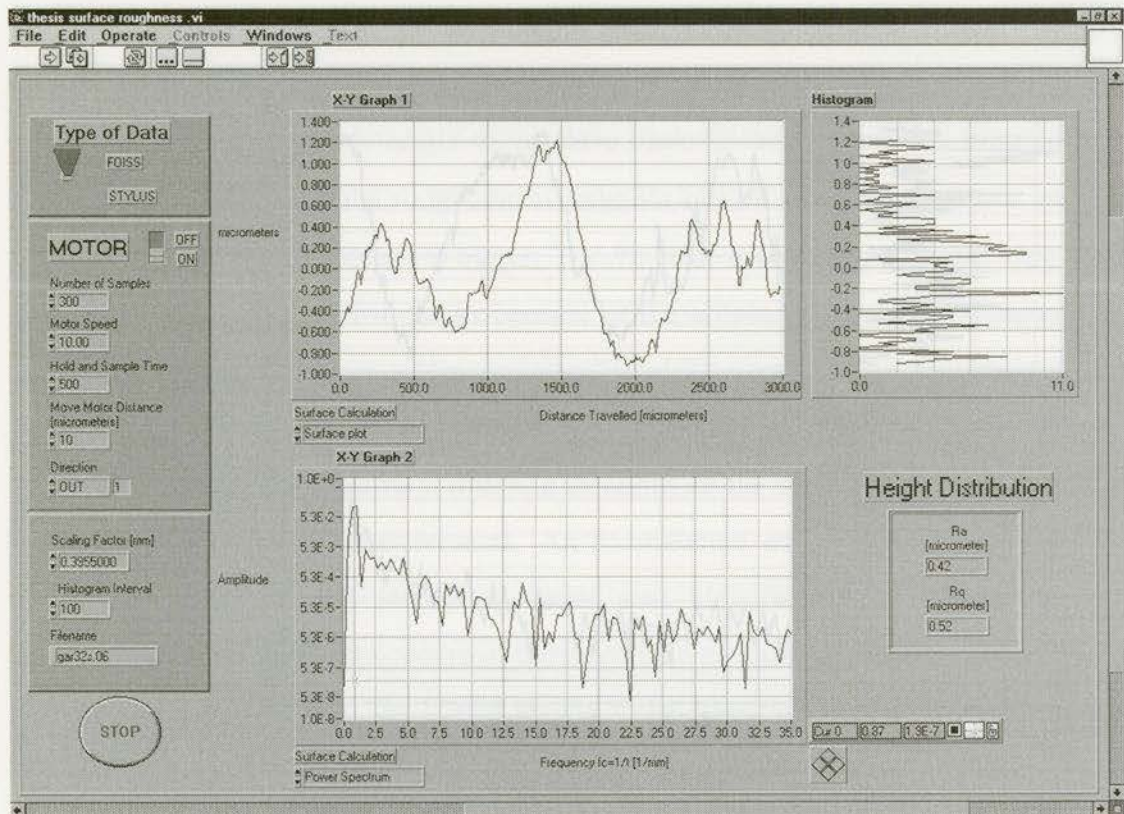 thesis surface roughness .vi
File Edit Operate Controls Windows Text
Type of Data
FOISS
STYLUS
MOTOR
OFF
ON
Number of Samples
300
Motor Speed
10.00
Hold and Sample Time
500
Move Motor Distance
[micrometers]
10
Direction
OUT 1
Scaling Factor [mm]
0.3955000
Histogram Interval
100
Filename
STOP
X-Y Graph 1
micrometers
1.400
1.200
1.000
0.800
0.600
0.400
0.200
0.000
-0.200
-0.400
-0.600
-0.800
-1.000
0.0 500.0 1000.0 1500.0 2000.0 2500.0 3000.0
Distance Travelled [micrometers]
Surface Calculation
Surface plot
Histogram
1.4
1.2
1.0
0.8
0.6
0.4
0.2
0.0
-0.2
-0.4
-0.6
-0.8
-1.0
0.0 11.0
X-Y Graph 2
Amplitude
1.0E+0
5.3E-2
5.3E-3
5.3E-4
5.3E-5
5.3E-6
5.3E-7
5.3E-8
1.0E-8
0.0 2.5 5.0 7.5 10.0 12.5 15.0 17.5 20.0 22.5 25.0 27.5 30.0 32.5 35.0
Surface Calculation
Power Spectrum
Height Distribution
Ra
[micrometer]
0.42
Rq
[micrometer]
0.52
Cur 0 0.87 1.3E-7